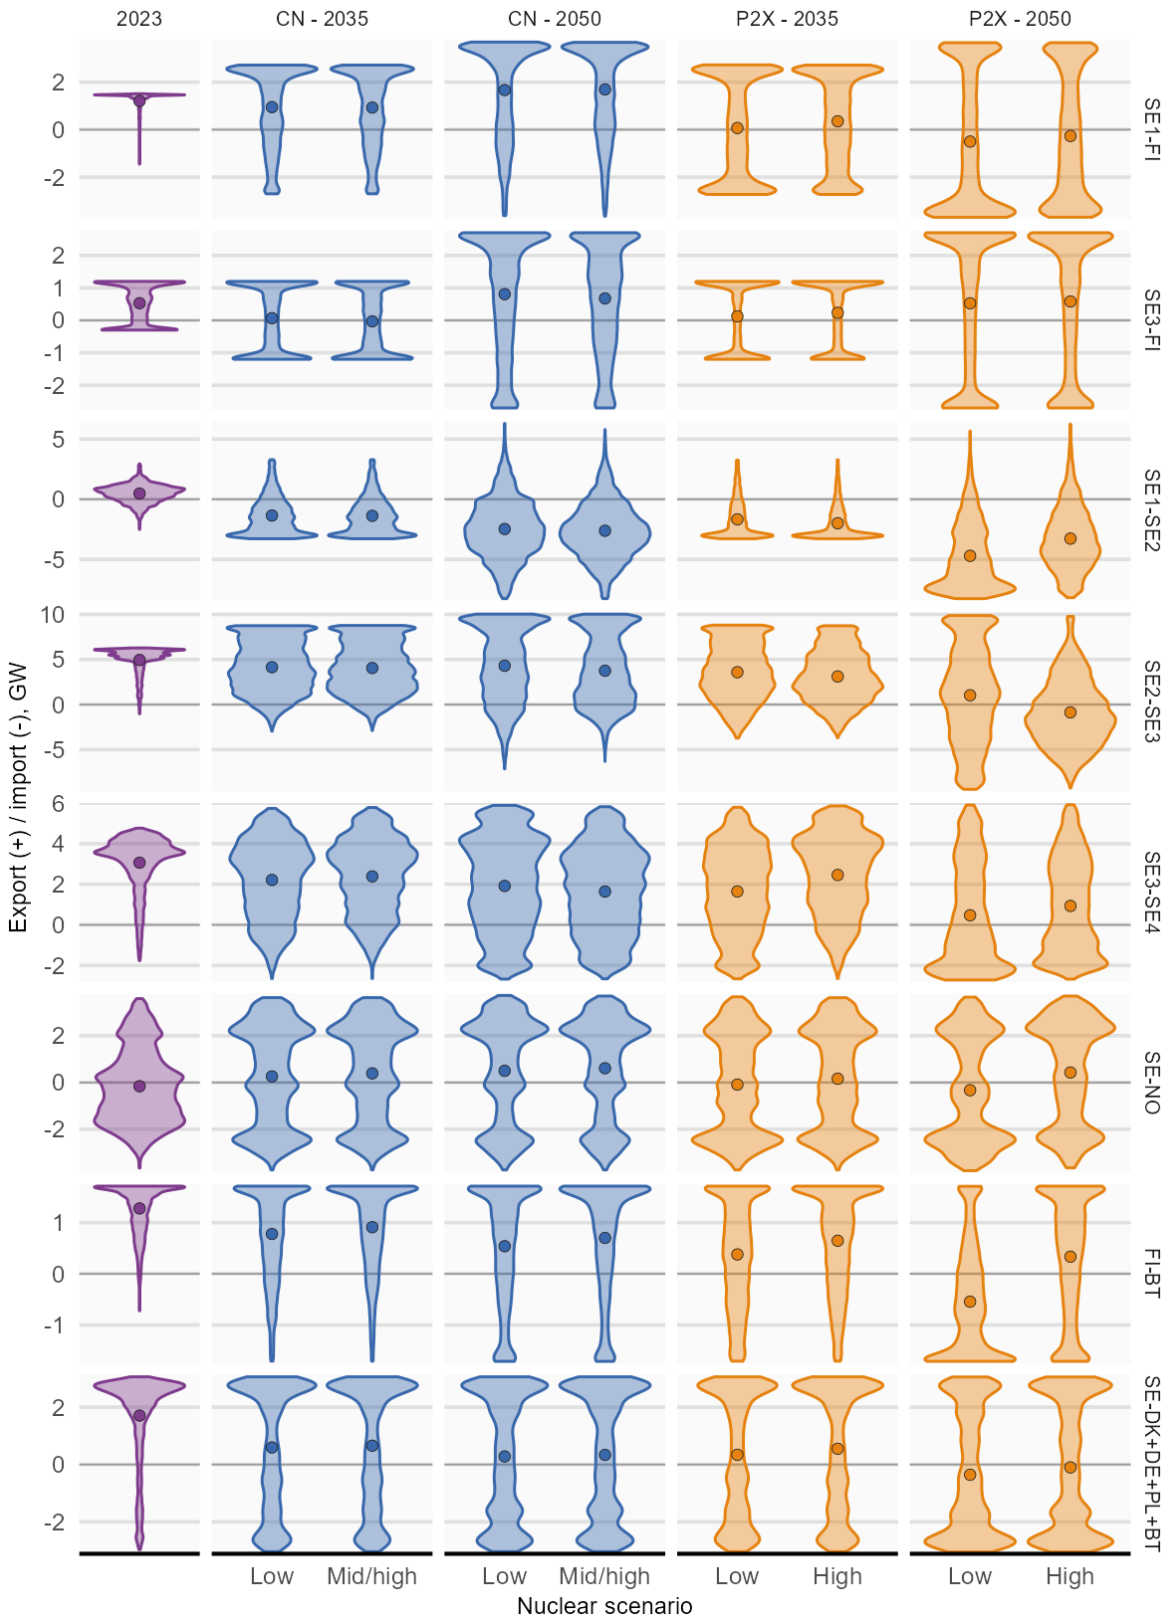 2023 CN - 2035 CN - 2050 P2X - 2035 P2X - 2050
2
0
-2
SE1-FI
2
1
0
-1
-2
SE3-FI
5
0
-5
SE1-SE2
10
5
0
-5
SE2-SE3
6
4
2
0
-2
SE3-SE4
2
0
-2
SE-NO
1
0
-1
FI-BT
2
0
-2
SE-DK+DE+PL+BT
Export (+) / import (-), GW
Low Mid/high Low Mid/high Low High Low High
Nuclear scenario